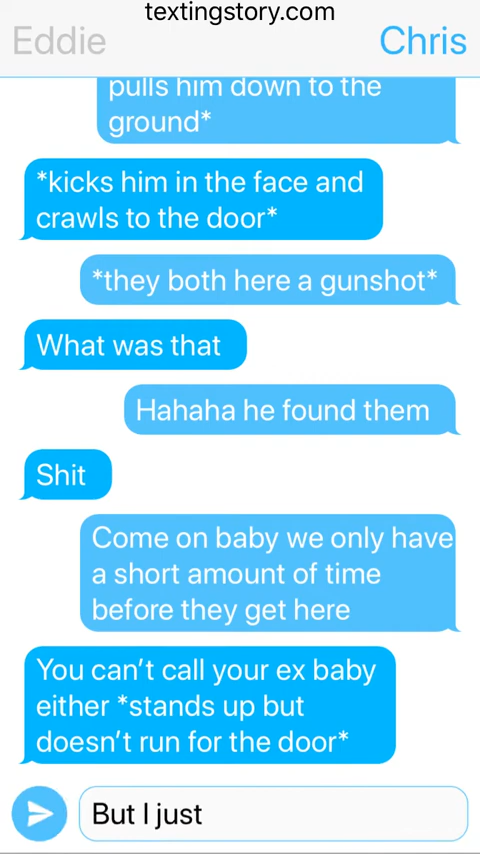 textingstory.com
Eddie
Chris
pulls him down to the
ground*
*kicks him in the face and
crawls to the door*
*they both here a gunshot*
What was that
Hahaha he found them
Shit
Come on baby we only have
a short amount of time
before they get here
You can’t call your ex baby
either *stands up but
doesn’t run for the door*
But I just